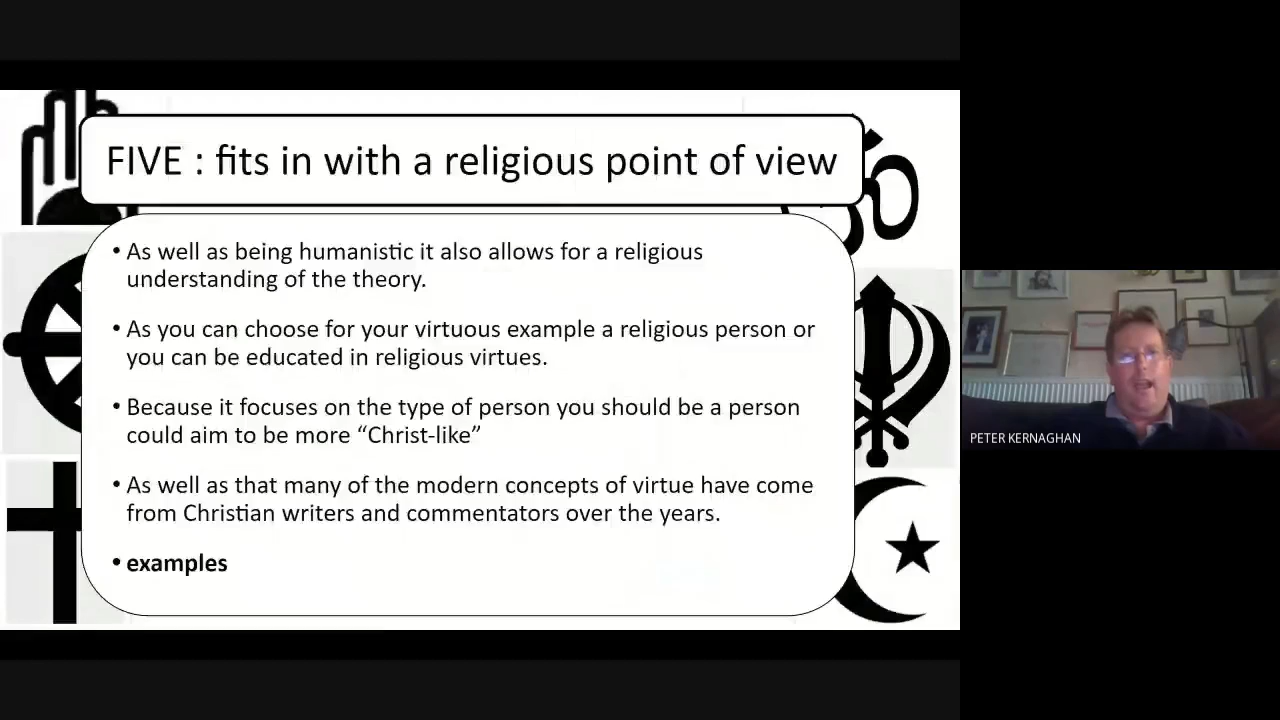 FIVE : fits in with a religious point of view
• As well as being humanistic it also allows for a religious
understanding of the theory.
• As you can choose for your virtuous example a religious person or
you can be educated in religious virtues.
• Because it focuses on the type of person you should be a person
could aim to be more “Christ-like”
• As well as that many of the modern concepts of virtue have come
from Christian writers and commentators over the years.
• examples
PETER KERNAGHAN